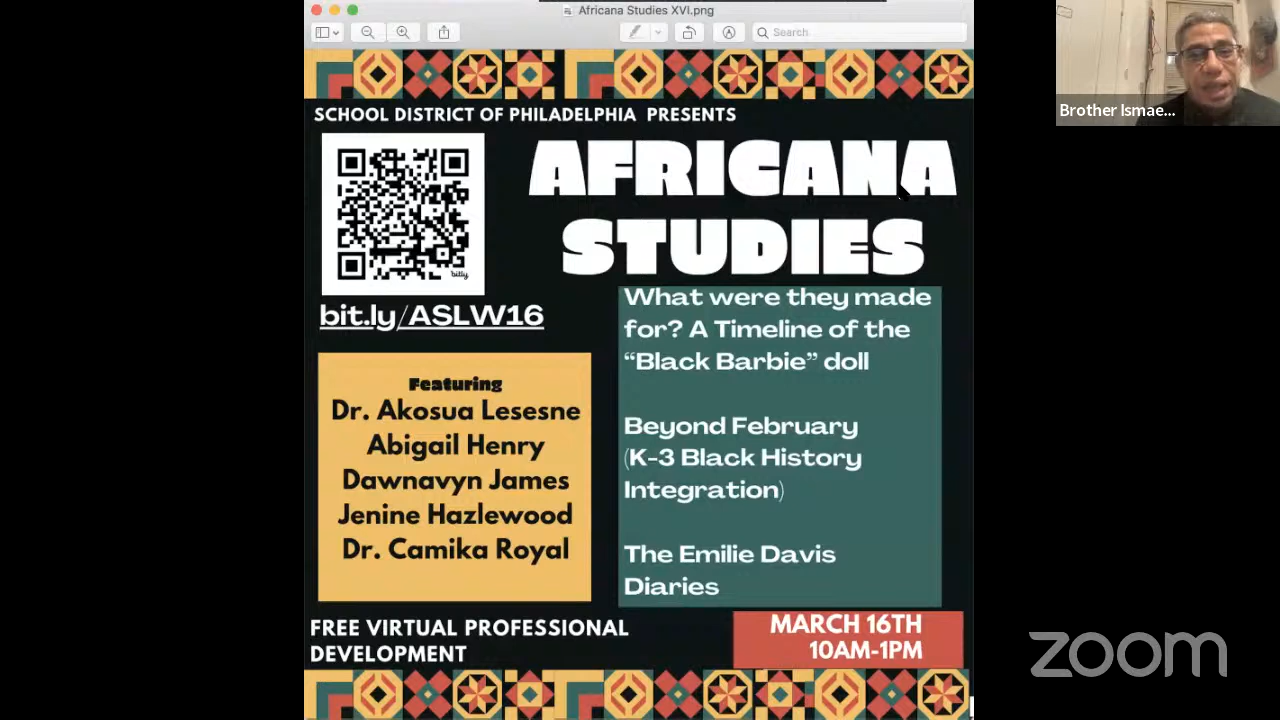 Africana Studies XVI.png
Search
SCHOOL DISTRICT OF PHILADELPHIA PRESENTS
AFRICANA
STUDIES
bitly
bit.ly/ASLW16
Featuring
Dr. Akosua Lesesne
Abigail Henry
Dawnavyn James
Jenine Hazlewood
Dr. Camika Royal
What were they made
for? A Timeline of the
“Black Barbie” doll
Beyond February
(K-3 Black History
Integration)
The Emilie Davis
Diaries
FREE VIRTUAL PROFESSIONAL
DEVELOPMENT
MARCH 16TH
10AM-1PM
Brother Ismae...
zoom